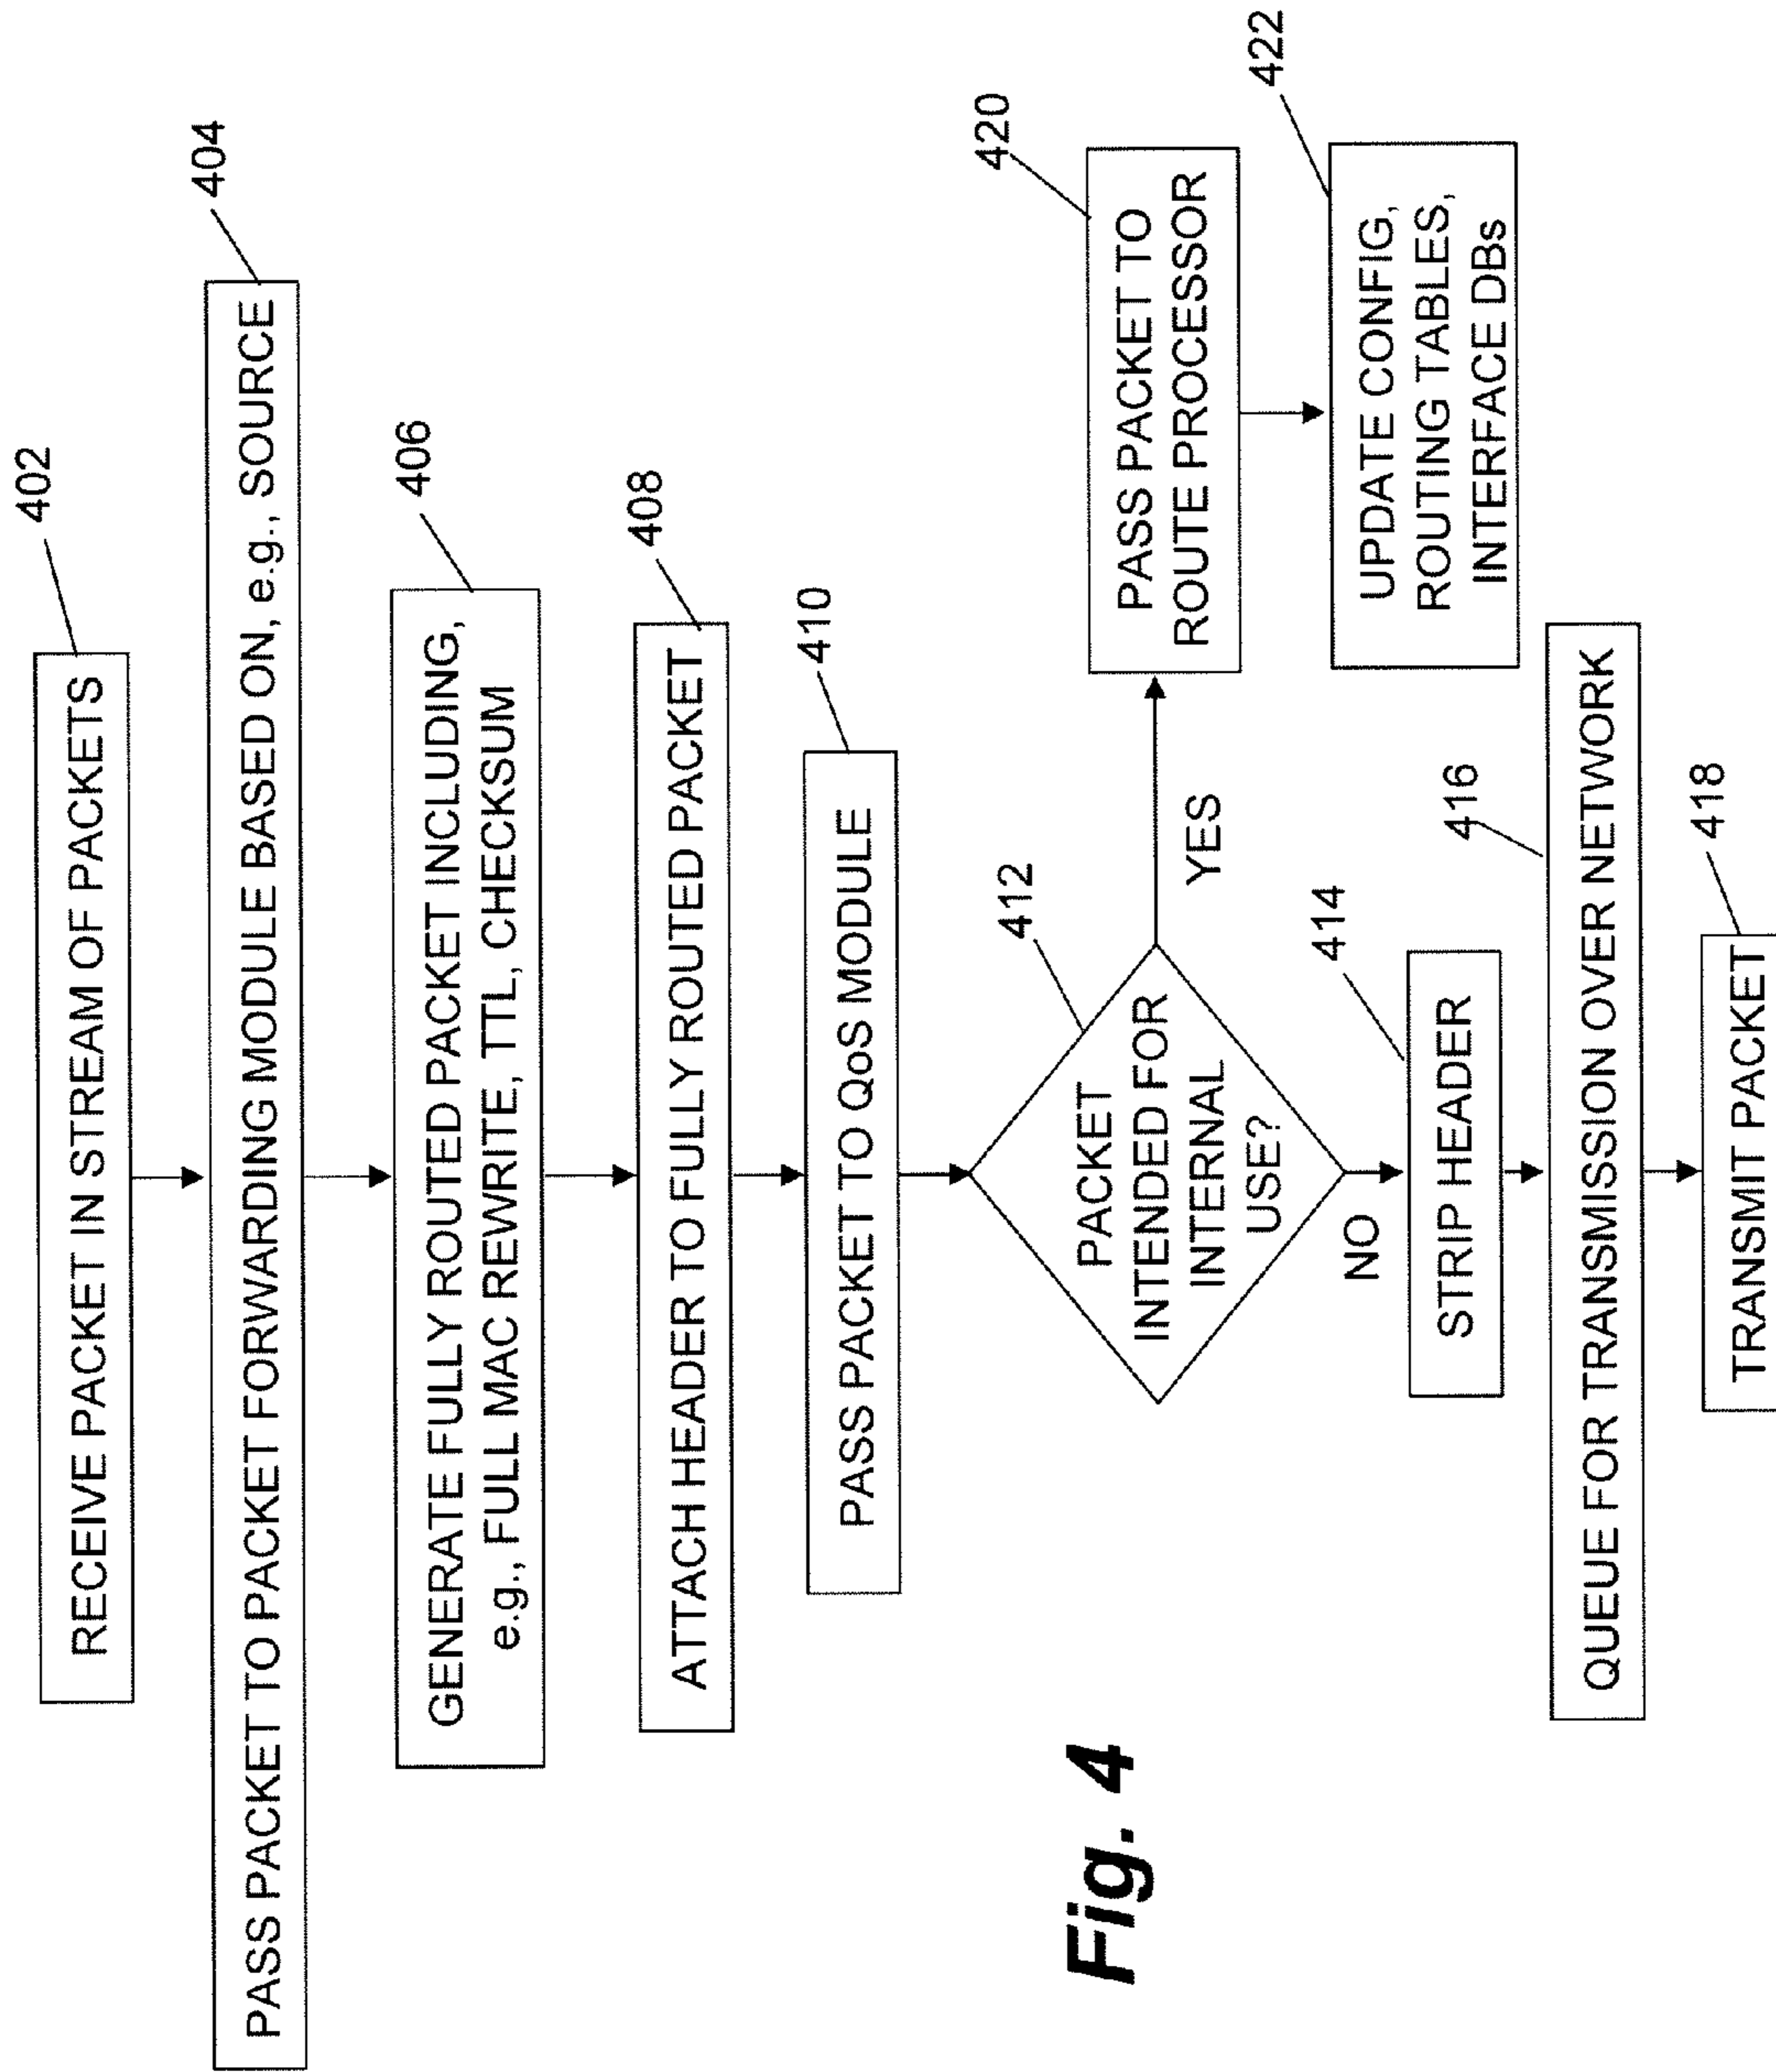 402
RECEIVE PACKET IN STREAM OF PACKETS
404
PASS PACKET TO PACKET FORWARDING MODULE BASED ON, e.g., SOURCE
406
GENERATE FULLY ROUTED PACKET INCLUDING,
e.g., FULL MAC REWRITE, TTL, CHECKSUM
408
ATTACH HEADER TO FULLY ROUTED PACKET
410
PASS PACKET TO QoS MODULE
412
PACKET
INTENDED FOR
INTERNAL
USE?
YES
420
PASS PACKET TO
ROUTE PROCESSOR
422
UPDATE CONFIG,
ROUTING TABLES,
INTERFACE DBs
NO
414
STRIP HEADER
416
QUEUE FOR TRANSMISSION OVER NETWORK
418
TRANSMIT PACKET
Fig. 4